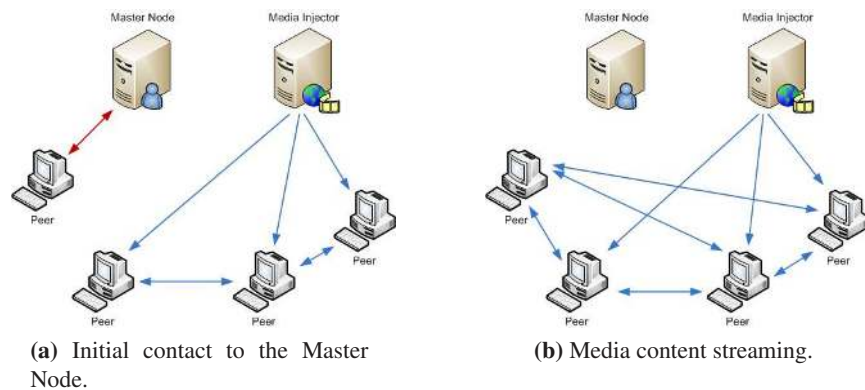 Master Node
Media Injector
Peer
Peer
Peer
Peer
(a) Initial contact to the Master
Node.
Master Node
Media Injector
Peer
Peer
Peer
Peer
(b) Media content streaming.